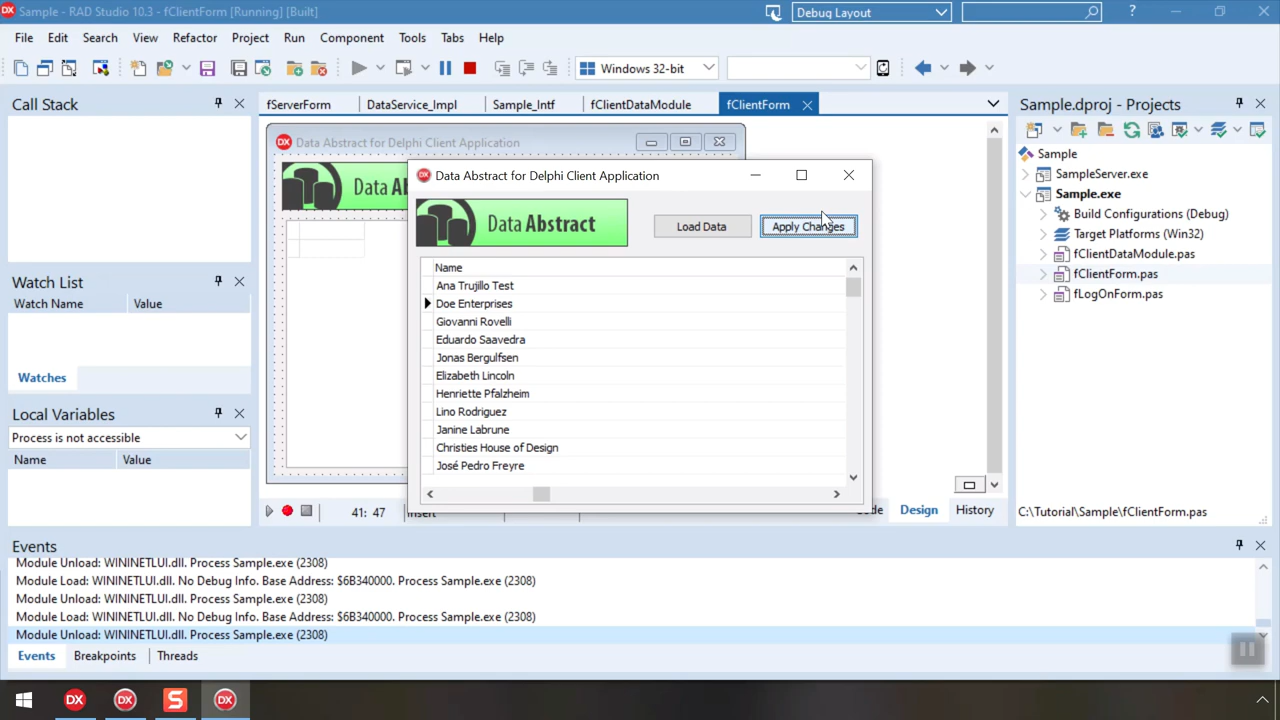 Sample - RAD Studio 10.3 - fClientForm [Running] [Built]
Debug Layout
?
File Edit Search View Refactor Project Run Component Tools Tabs Help
Windows 32-bit
Call Stack
fServerForm DataService_Impl Sample_Intf fClientDataModule fClientForm
Sample.dproj - Projects
DX Data Abstract for Delphi Client Application
Data
DX Data Abstract for Delphi Client Application
Data Abstract
Load Data
Apply Changes
Name
Ana Trujillo Test
Doe Enterprises
Giovanni Rovelli
Eduardo Saavedra
Jonas Bergulfsen
Elizabeth Lincoln
Henriette Pfalzheim
Lino Rodriguez
Janine Labrune
Christies House of Design
José Pedro Freyre
Sample
SampleServer.exe
Sample.exe
Build Configurations (Debug)
Target Platforms (Win32)
fClientDataModule.pas
fClientForm.pas
fLogOnForm.pas
Watch List
Watch Name Value
Watches
Local Variables
Process is not accessible
Name Value
41: 47 Insert
Design History
C:\Tutorial\Sample\fClientForm.pas
Events
Module Unload: WININETLUI.dll. Process Sample.exe (2308)
Module Load: WININETLUI.dll. No Debug Info. Base Address: $6B340000. Process Sample.exe (2308)
Module Unload: WININETLUI.dll. Process Sample.exe (2308)
Module Load: WININETLUI.dll. No Debug Info. Base Address: $6B340000. Process Sample.exe (2308)
Module Unload: WININETLUI.dll. Process Sample.exe (2308)
Events Breakpoints Threads
DX DX S DX